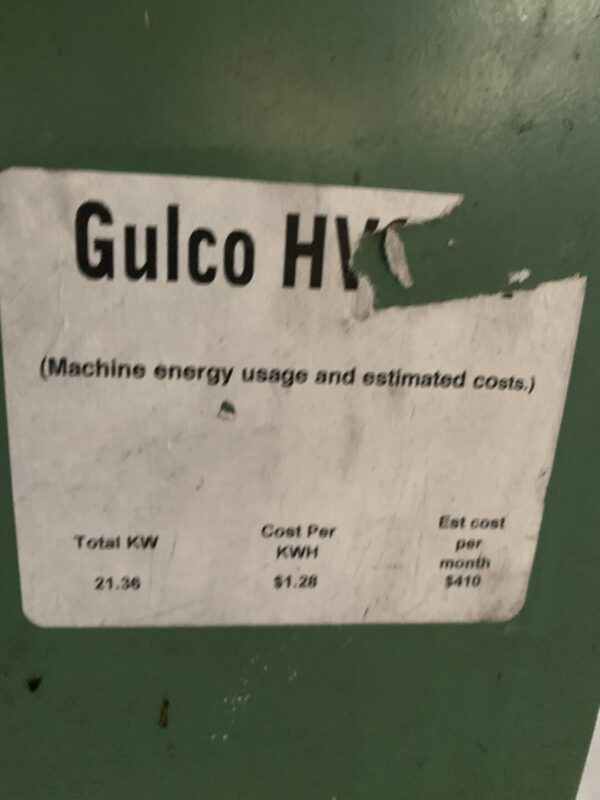 Gulco
(Machine energy usage and estimated costs.)
Total KW
21.36
Cost Per
KWH
$1.28
Est cost
per
month
$410